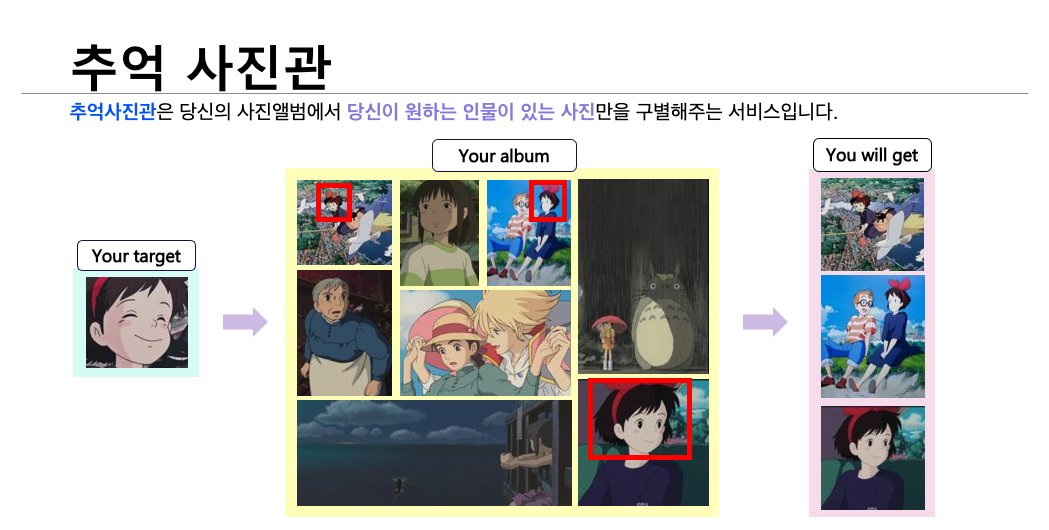 추억 사진관
추억사진관은 당신의 사진앨범에서 당신이 원하는 인물이 있는 사진만을 구별해주는 서비스입니다.
Your album
You will get
Your target